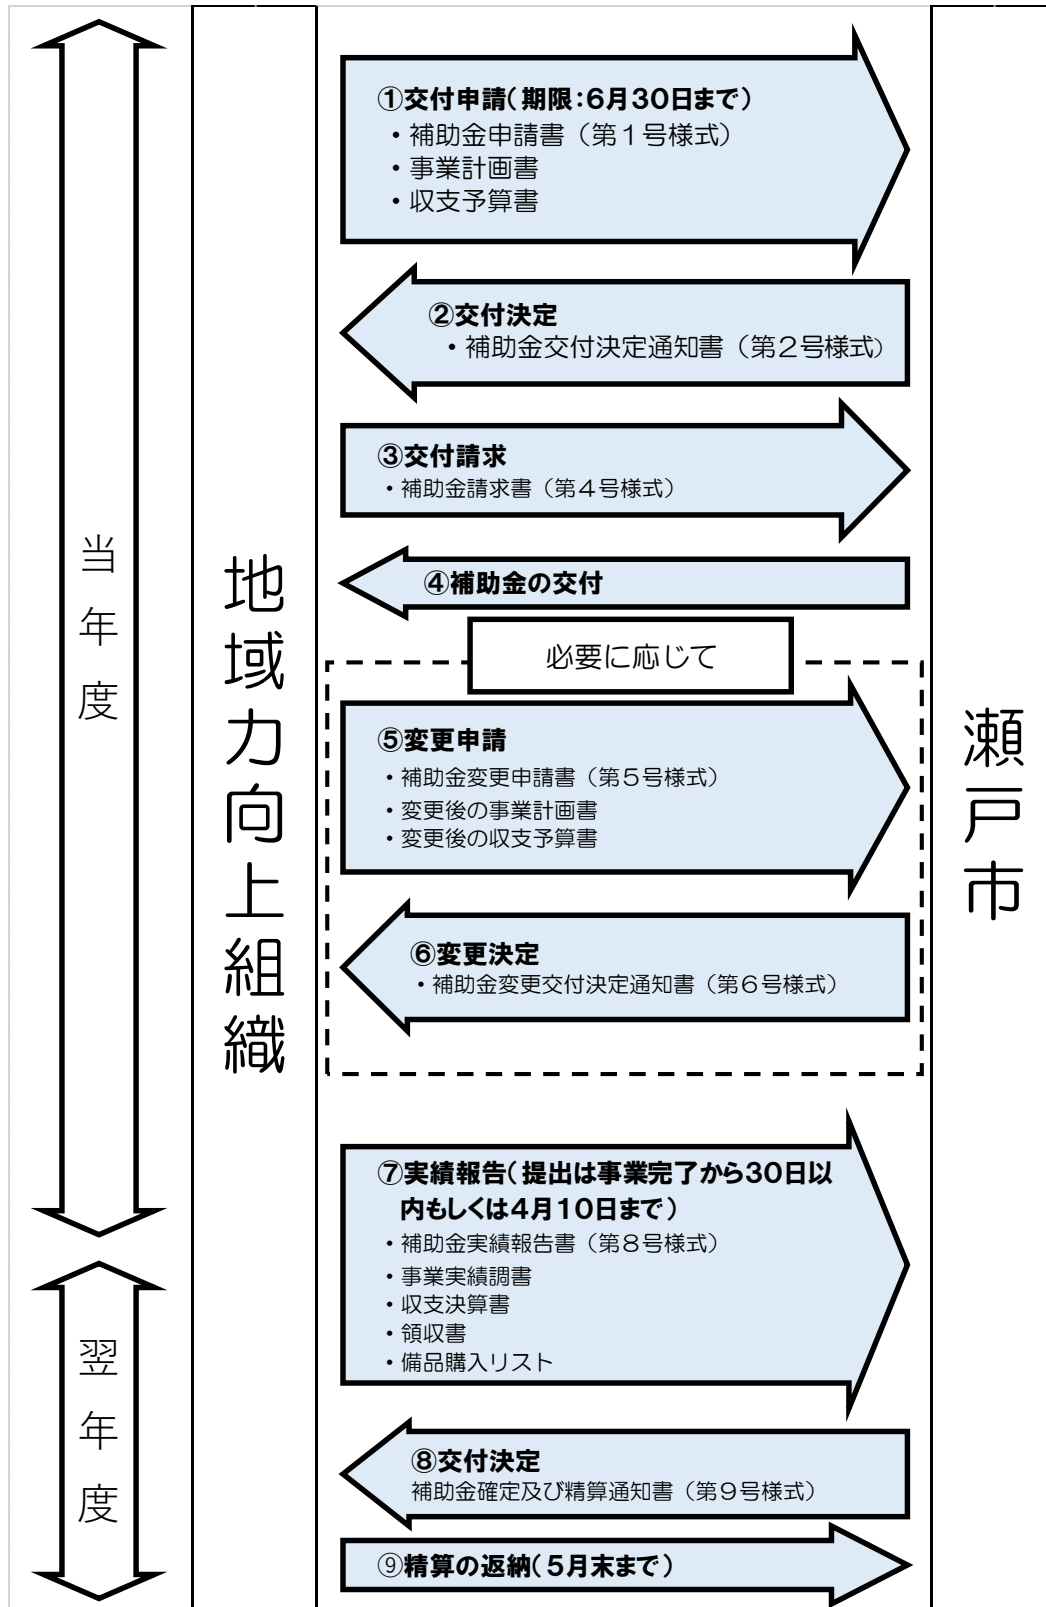 ①交付申請(期限:6月30日まで)
・補助金申請書(第1号様式)
・事業計画書
・収支予算書
②交付決定
・補助金交付決定通知書(第2号様式)
③交付請求
・補助金請求書(第4号様式)
④補助金の交付
必要に応じて
⑤変更申請
・補助金変更申請書(第5号様式)
・変更後の事業計画書
・変更後の収支予算書
⑥変更決定
・補助金変更交付決定通知書(第6号様式)
⑦実績報告(提出は事業完了から30日以
内もしくは4月10日まで)
・補助金実績報告書(第8号様式)
・事業実績調書
・収支決算書
・領収書
・備品購入リスト
⑧交付決定
補助金確定及び精算通知書(第9号様式)
⑨精算の返納(5月末まで)
当年度
翌年度
地域力向上組織
瀬戸市